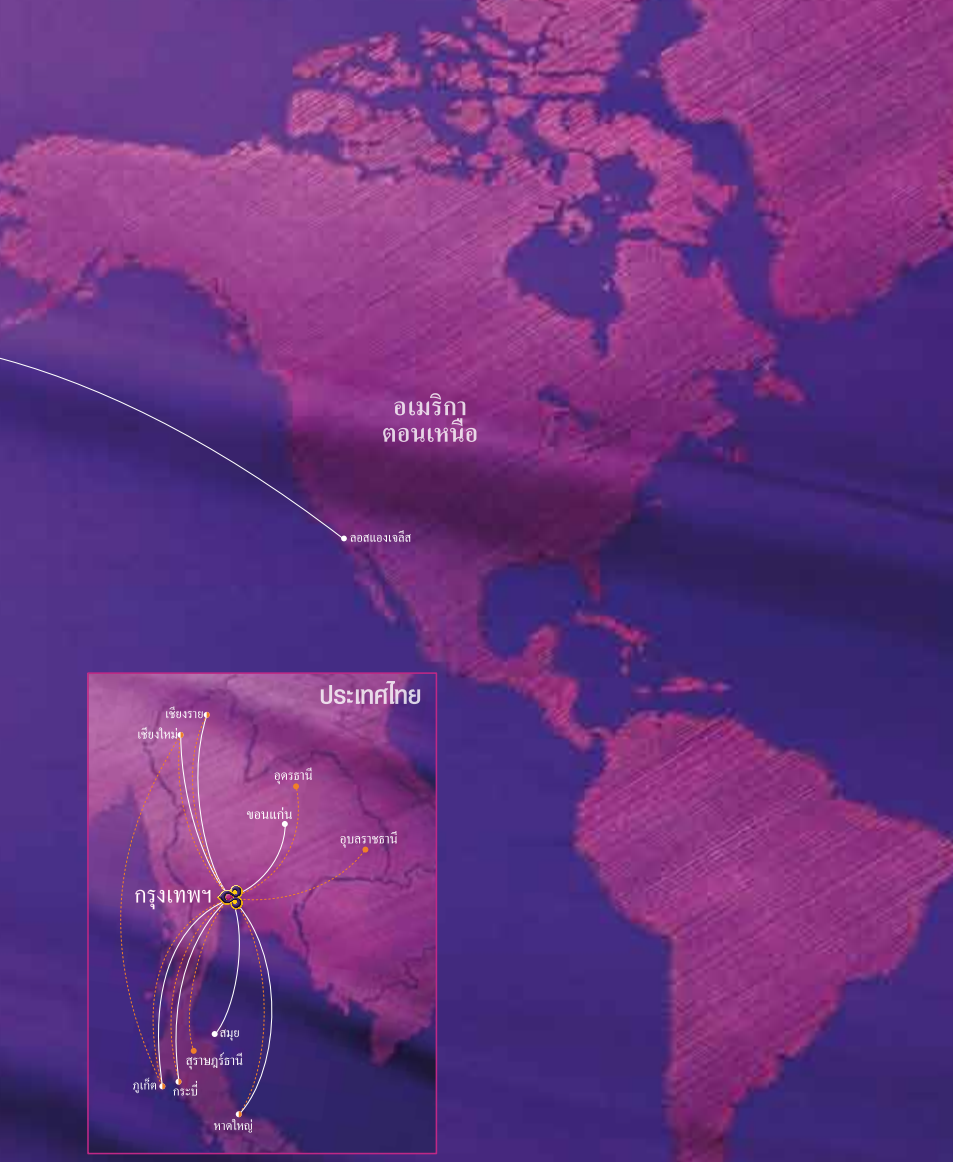 อเมริกา
ตอนเหนือ
ลอสแองเจลีส
ประเทศไทย
เชียงราย
เชียงใหม่
อุดรธานี
ขอนแก่น
อุบลราชธานี
กรุงเทพฯ
สมุย
สุราษฎร์ธานี
ภูเก็ต
กระบี่
หาดใหญ่